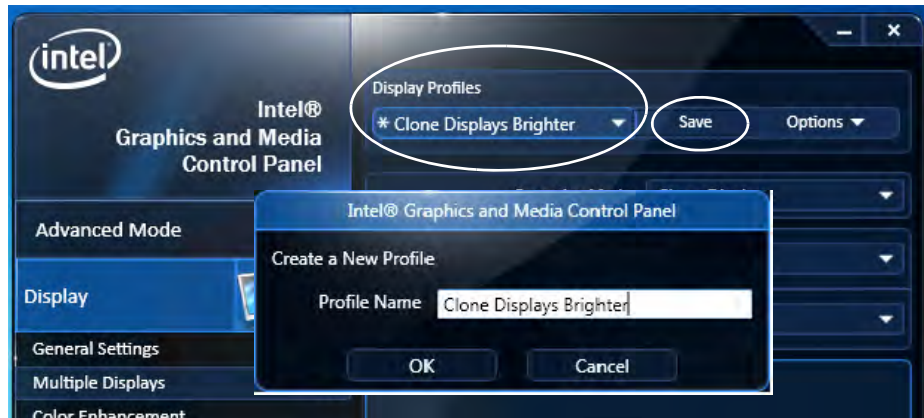 intel
Intel®
Graphics and Media
Control Panel
Display Profiles
* Clone Displays Brighter
Save
Options
Advanced Mode
Display
General Settings
Multiple Displays
Color Enhancement
Intel® Graphics and Media Control Panel
Create a New Profile
Profile Name Clone Displays Brighter
OK Cancel